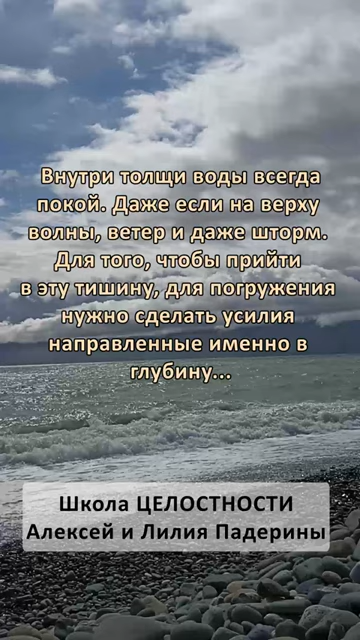 Внутри толщи воды всегда
покой. Даже если на верху
волны, ветер и даже шторм.
Для того, чтобы прийти
в эту тишину, для погружения
нужно сделать усилия
направленные именно в
глубину...
Школа ЦЕЛОСТНОСТИ
Алексей и Лилия Падерины